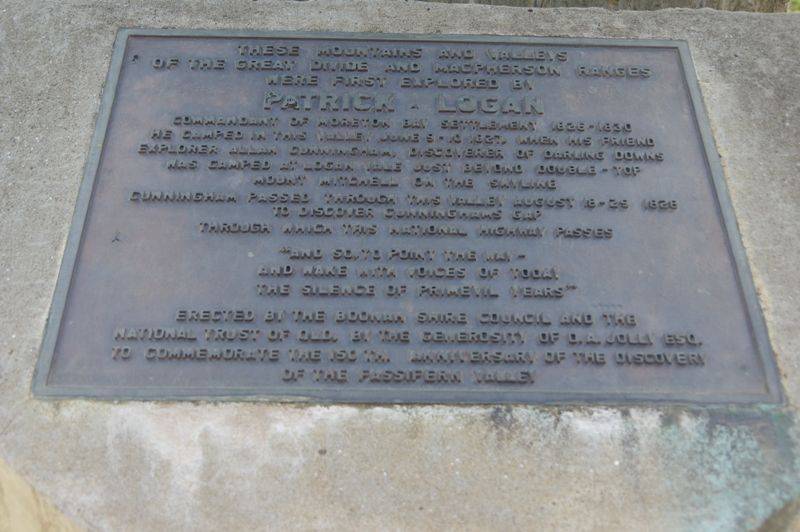 THESE MOUNTAINS AND VALLEYS
OF THE GREAT DIVIDE AND MACPHERSON RANGES
WERE FIRST EXPLORED BY
PATRICK . LOGAN
COMMANDANT OF MORETON BAY SETTLEMENT 1826-1830
HE CAMPED IN THIS VALLEY JUNE 9TH 10 1827, WHEN HIS FRIEND
EXPLORER ALLAN CUNNINGHAM, DISCOVERER OF DARLING DOWNS
WAS CAMPED AT LOGAN VALE JUST BEYOND DOUBLE-TOP
MOUNT MITCHELL ON THE SKYLINE
CUNNINGHAM PASSED THROUGH THIS VALLEY AUGUST 18-25 1828
TO DISCOVER CUNNINGHAMS GAP
THROUGH WHICH THIS NATIONAL HIGHWAY PASSES
"AND SO, TO POINT THE WAY-
AND WAKE WITH VOICES OF TODAY
THE SILENCE OF PRIMEVIL YEARS"
ERECTED BY THE BOONAH SHIRE COUNCIL AND THE
NATIONAL TRUST OF QLD. BY THE GENEROSITY OF D.A. JOLLY ESQ.
TO COMMEMORATE THE 150 TH. ANNIVERSARY OF THE DISCOVERY
OF THE FASSIFERN VALLEY